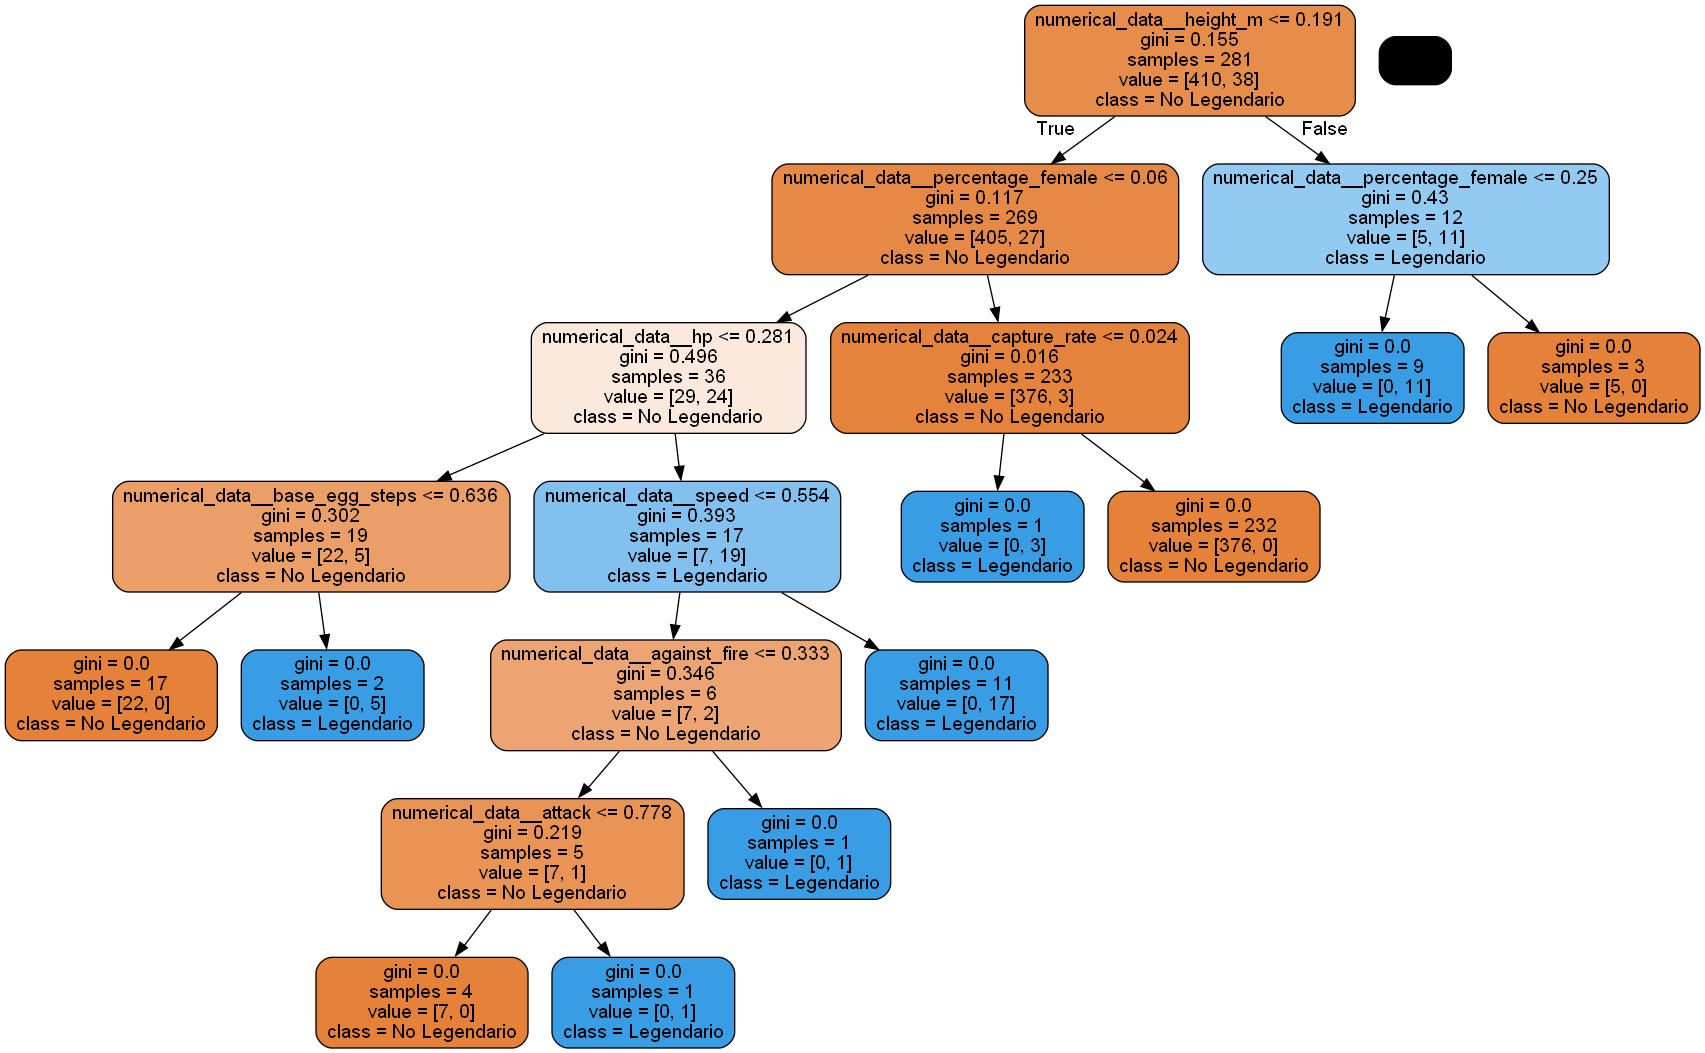 numerical_data__height_m <= 0.191
gini = 0.155
samples = 281
value = [410, 38]
class = No Legendario
True
False
numerical_data__percentage_female <= 0.06
gini = 0.117
samples = 269
value = [405, 27]
class = No Legendario
numerical_data__percentage_female <= 0.25
gini = 0.43
samples = 12
value = [5, 11]
class = Legendario
numerical_data__hp <= 0.281
gini = 0.496
samples = 36
value = [29, 24]
class = No Legendario
numerical_data__capture_rate <= 0.024
gini = 0.016
samples = 233
value = [376, 3]
class = No Legendario
gini = 0.0
samples = 9
value = [0, 11]
class = Legendario
gini = 0.0
samples = 3
value = [5, 0]
class = No Legendario
numerical_data__base_egg_steps <= 0.636
gini = 0.302
samples = 19
value = [22, 5]
class = No Legendario
numerical_data__speed <= 0.554
gini = 0.393
samples = 17
value = [7, 19]
class = Legendario
gini = 0.0
samples = 1
value = [0, 3]
class = Legendario
gini = 0.0
samples = 232
value = [376, 0]
class = No Legendario
gini = 0.0
samples = 17
value = [22, 0]
class = No Legendario
gini = 0.0
samples = 2
value = [0, 5]
class = Legendario
numerical_data__against_fire <= 0.333
gini = 0.346
samples = 6
value = [7, 2]
class = No Legendario
gini = 0.0
samples = 11
value = [0, 17]
class = Legendario
numerical_data__attack <= 0.778
gini = 0.219
samples = 5
value = [7, 1]
class = No Legendario
gini = 0.0
samples = 1
value = [0, 1]
class = Legendario
gini = 0.0
samples = 4
value = [7, 0]
class = No Legendario
gini = 0.0
samples = 1
value = [0, 1]
class = Legendario